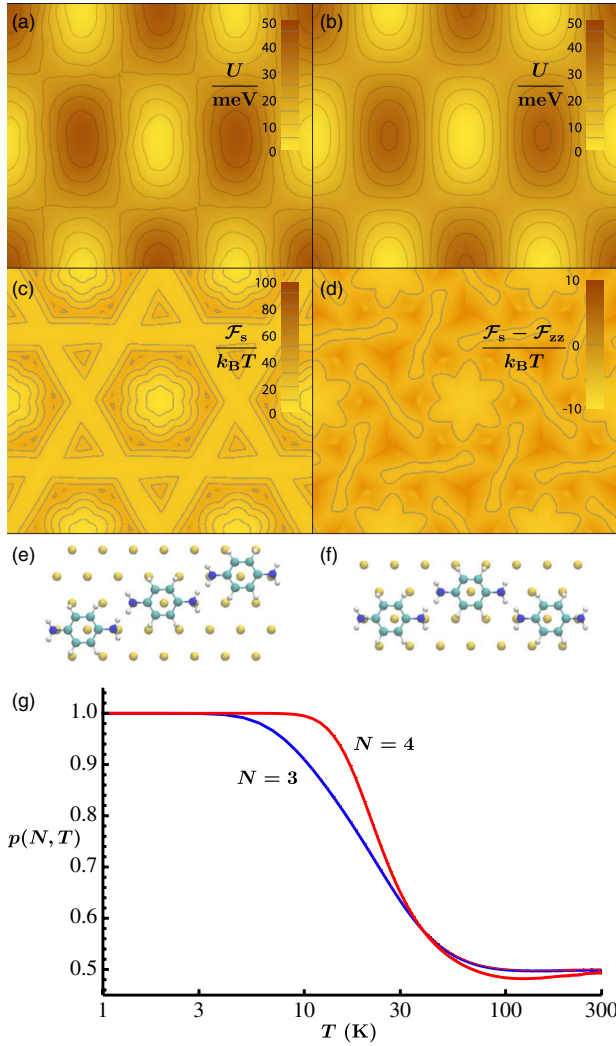 (a)
50
40
30
20
10
0
U
meV
(b)
50
40
30
20
10
0
U
meV
(c)
100
80
60
40
20
0
𝓕s
kBT
(d)
10
0
-10
𝓕s − 𝓕zz
kBT
(e)
(f)
(g)
1.0
0.9
0.8
0.7
0.6
0.5
p(N, T)
N = 4
N = 3
1 3 10 30 100 300
T (K)